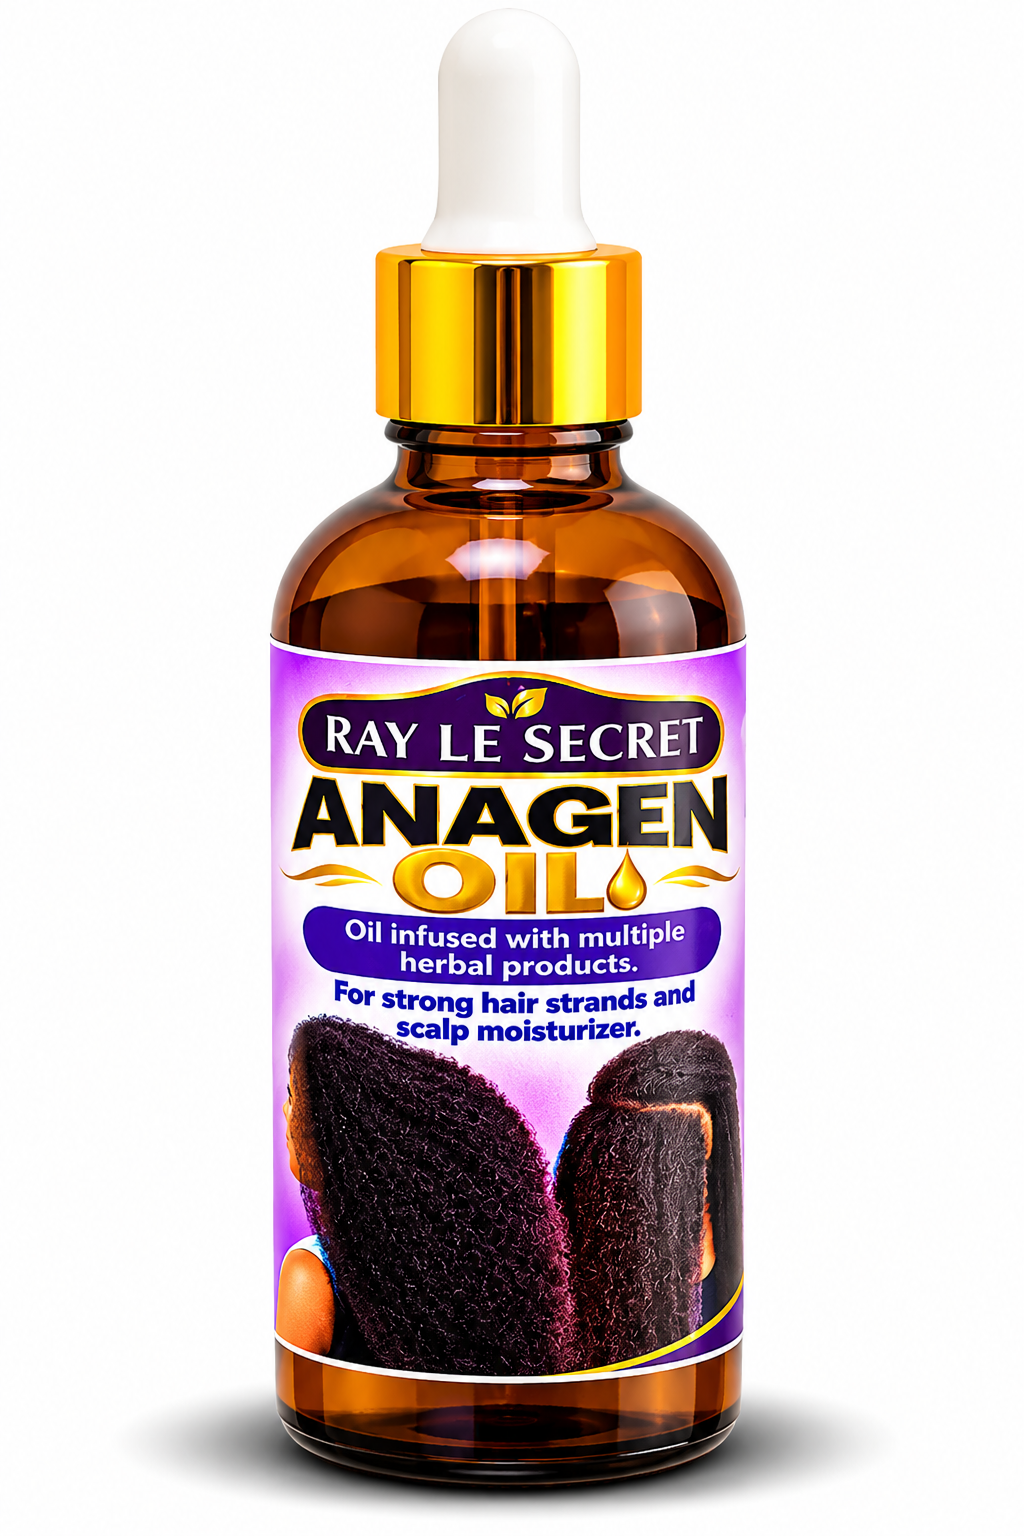 RAY LE SECRET
ANAGEN
OIL
Oil infused with multiple
herbal products.
For strong hair strands and
scalp moisturizer.